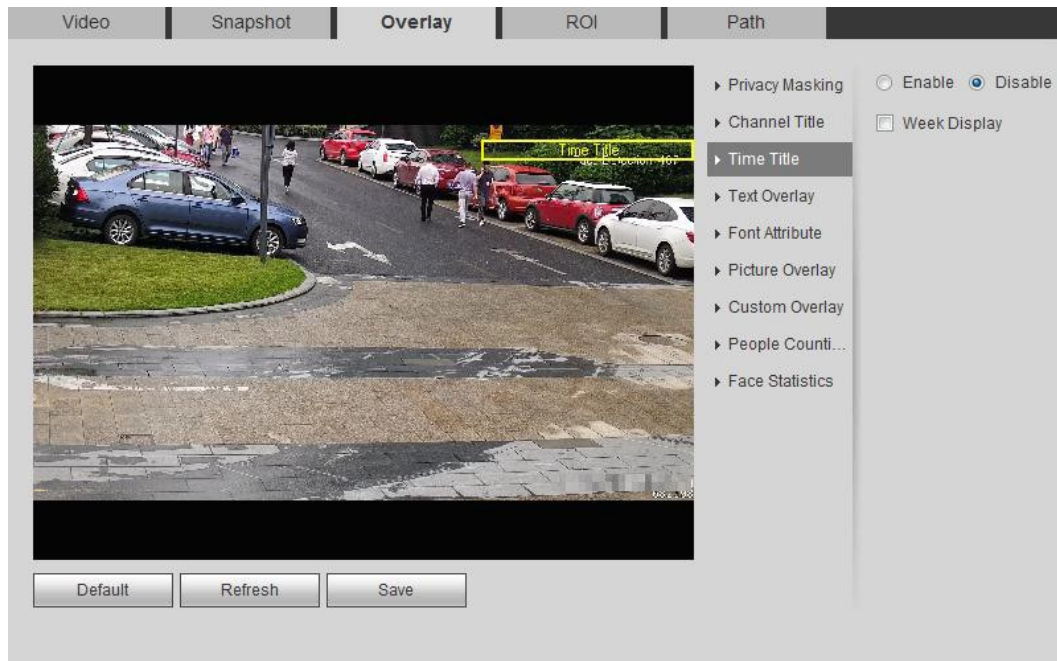 Video
Snapshot
Overlay
ROI
Path
Privacy Masking
Channel Title
Time Title
Text Overlay
Font Attribute
Picture Overlay
Custom Overlay
People Counti...
Face Statistics
Enable
Disable
Week Display
Time Title
Default
Refresh
Save